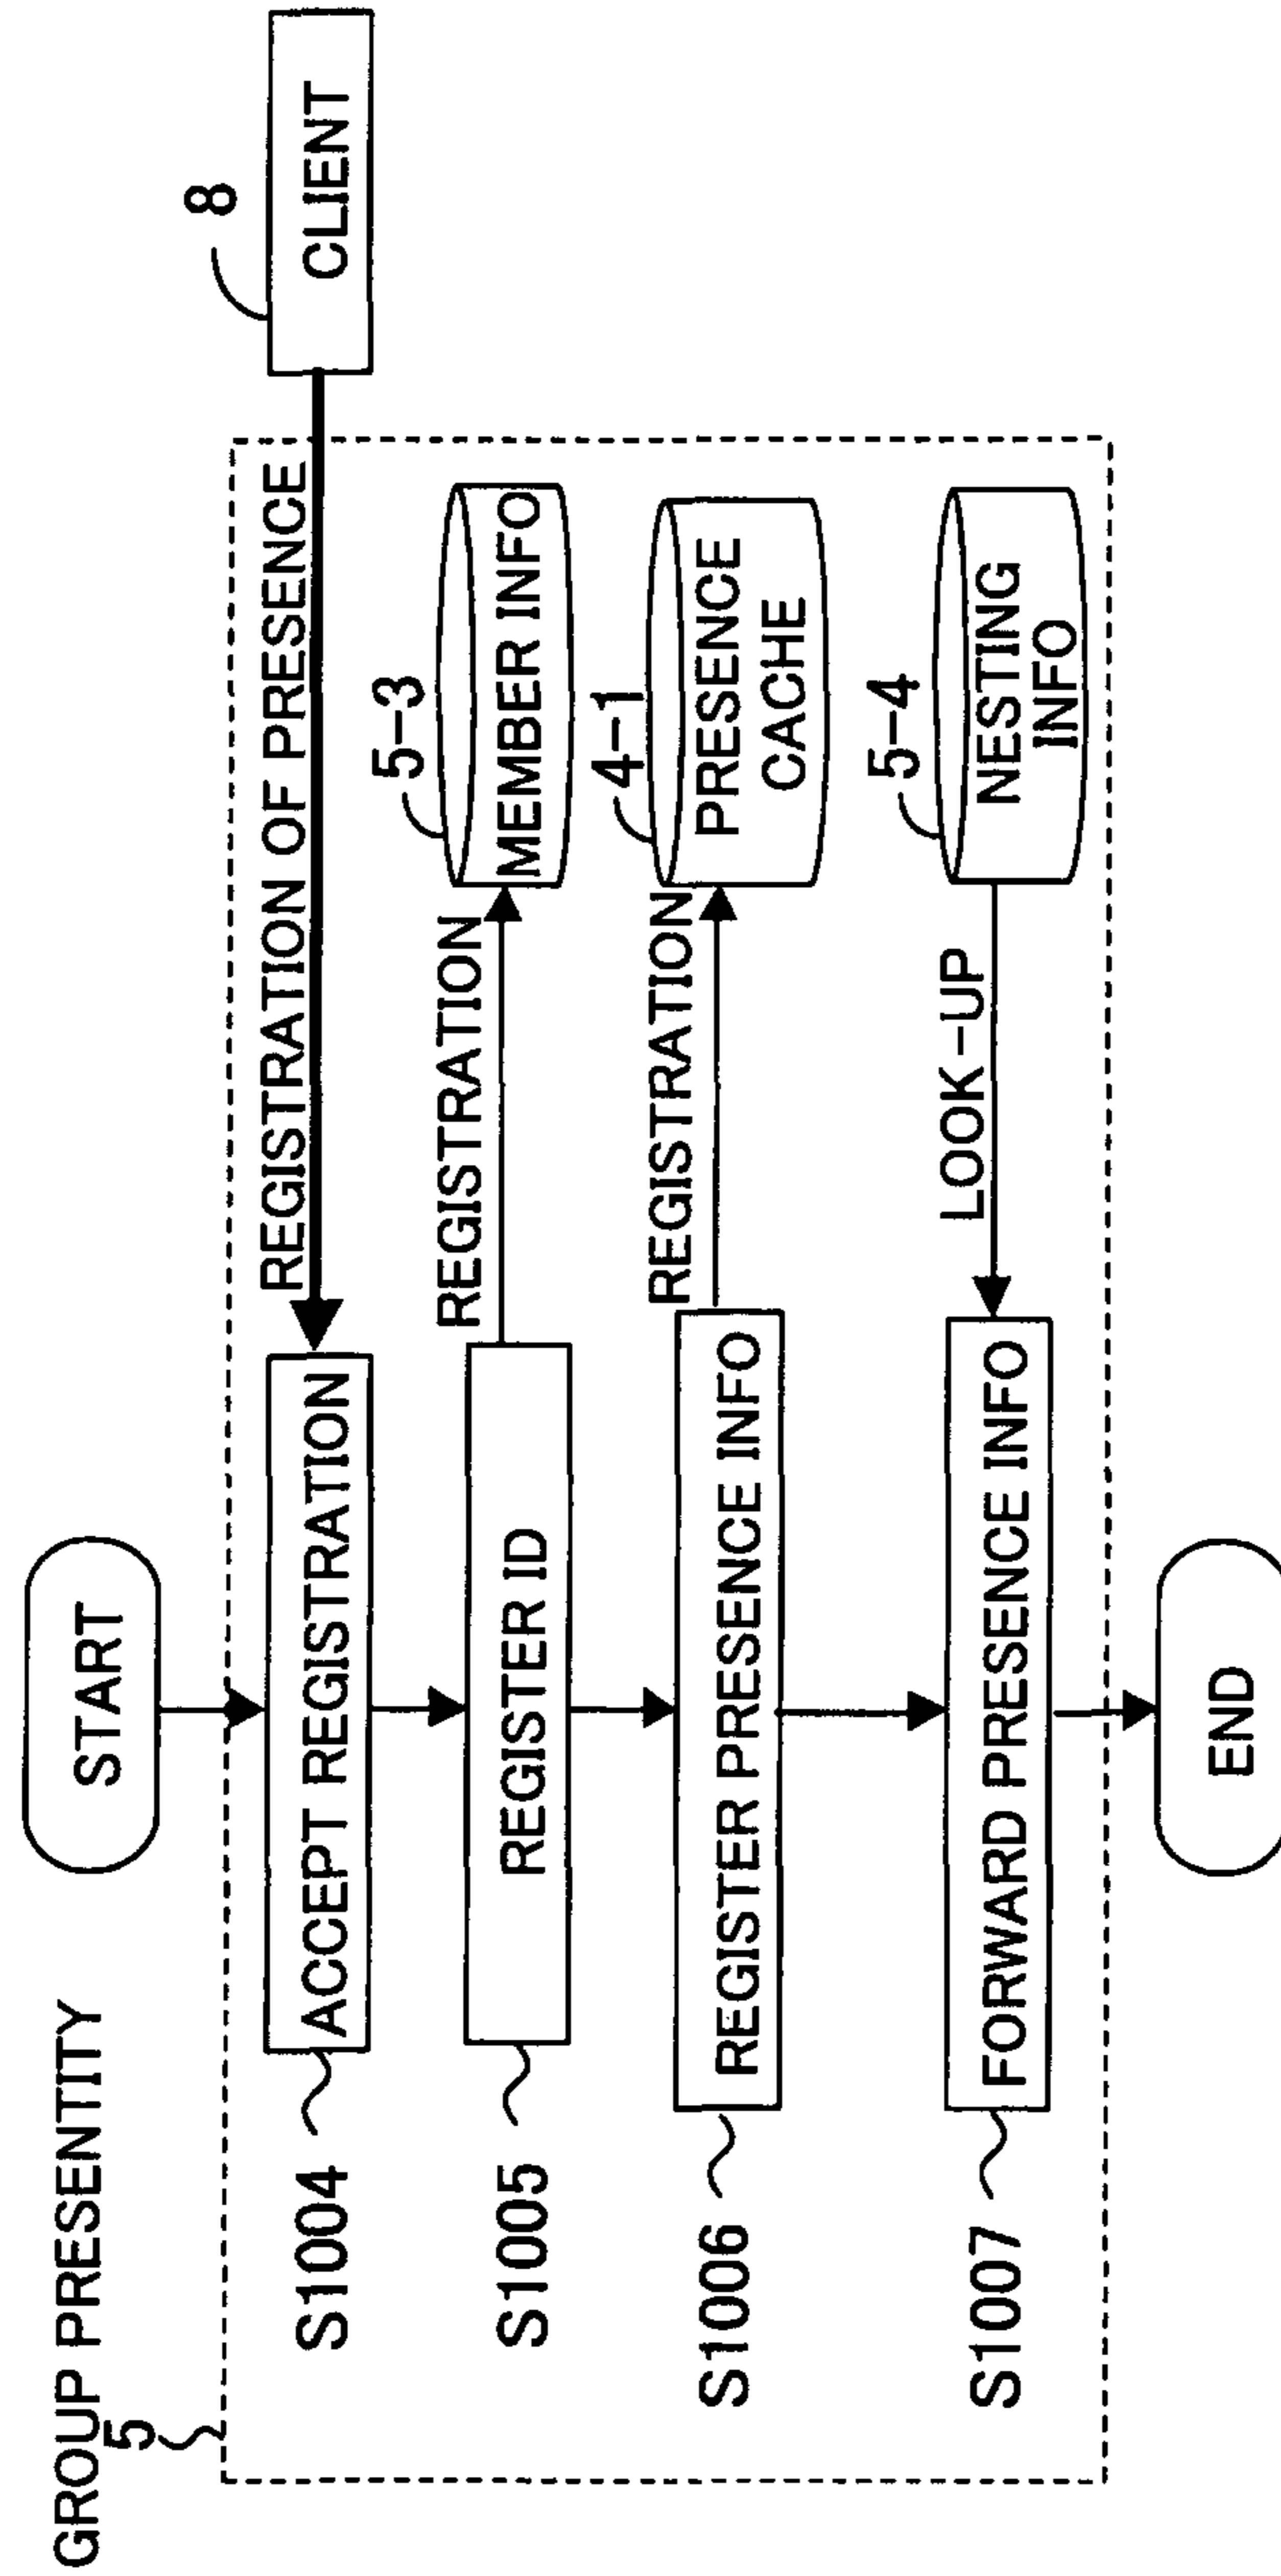 GROUP PRESENTITY
5
START
8
CLIENT
REGISTRATION OF PRESENCE
S1004
ACCEPT REGISTRATION
S1005
REGISTER ID
REGISTRATION
5-3
MEMBER INFO
S1006
REGISTER PRESENCE INFO
REGISTRATION
4-1
PRESENCE
CACHE
S1007
FORWARD PRESENCE INFO
LOOK-UP
5-4
NESTING
INFO
END